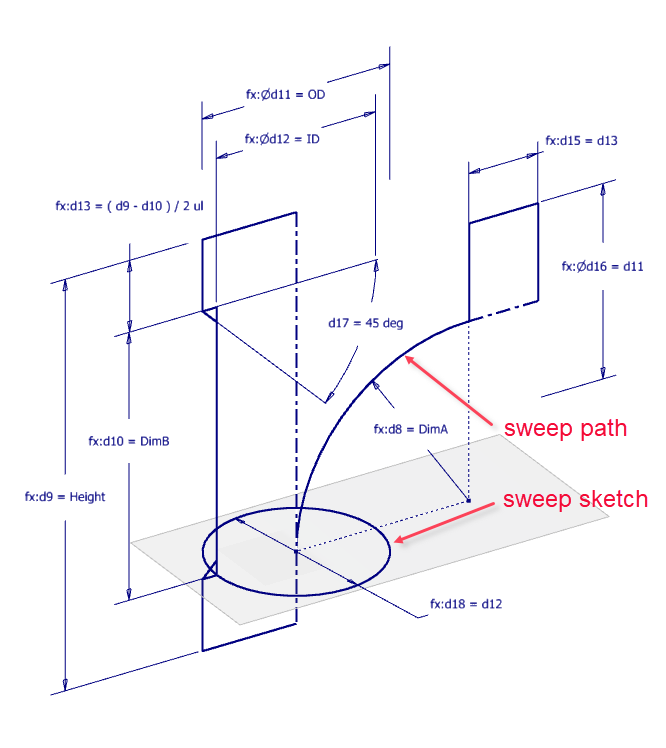 fx:Ød11 = OD
fx:Ød12 = ID
fx:d15 = d13
fx:d13 = ( d9 - d10 ) / 2 ul
fx:Ød16 = d11
d17 = 45 deg
fx:d8 = DimA
sweep path
fx:d10 = DimB
fx:d9 = Height
sweep sketch
fx:d18 = d12